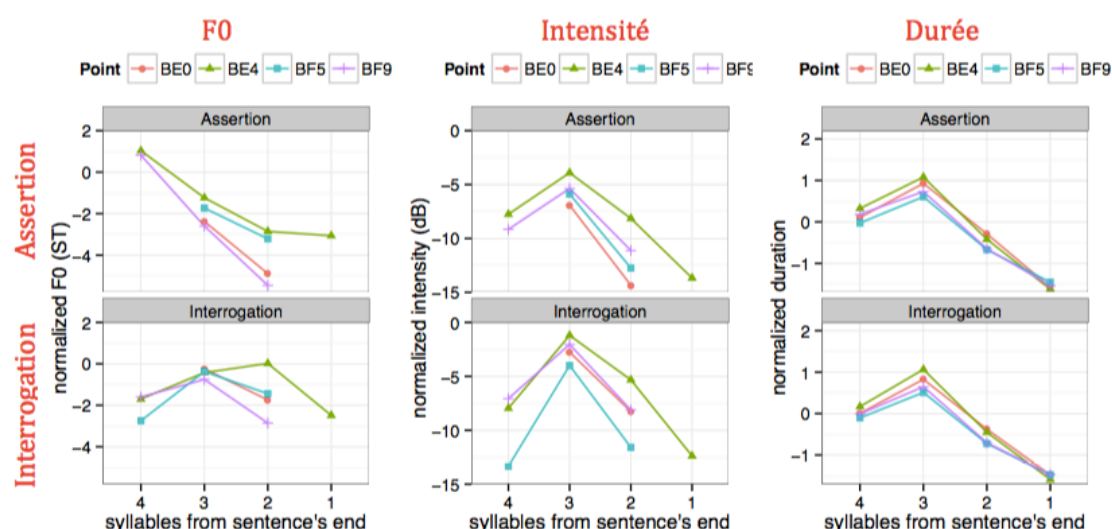 F0 Intensité Durée
Point BE0 BE4 BF5 BF9 Point BE0 BE4 BF5 BF9 Point BE0 BE4 BF5 BF9
Assertion
Interrogation
Assertion Assertion Assertion
2 0 −2 −4
0 −5 −10 −15
2 1 0 −1
normalized F0 (ST)
normalized intensity (dB)
normalized duration
Interrogation Interrogation Interrogation
2 0 −2 −4
0 −5 −10 −15
2 1 0 −1
4 3 2 1 4 3 2 1 4 3 2 1
syllables from sentence's end syllables from sentence's end syllables from sentence's end